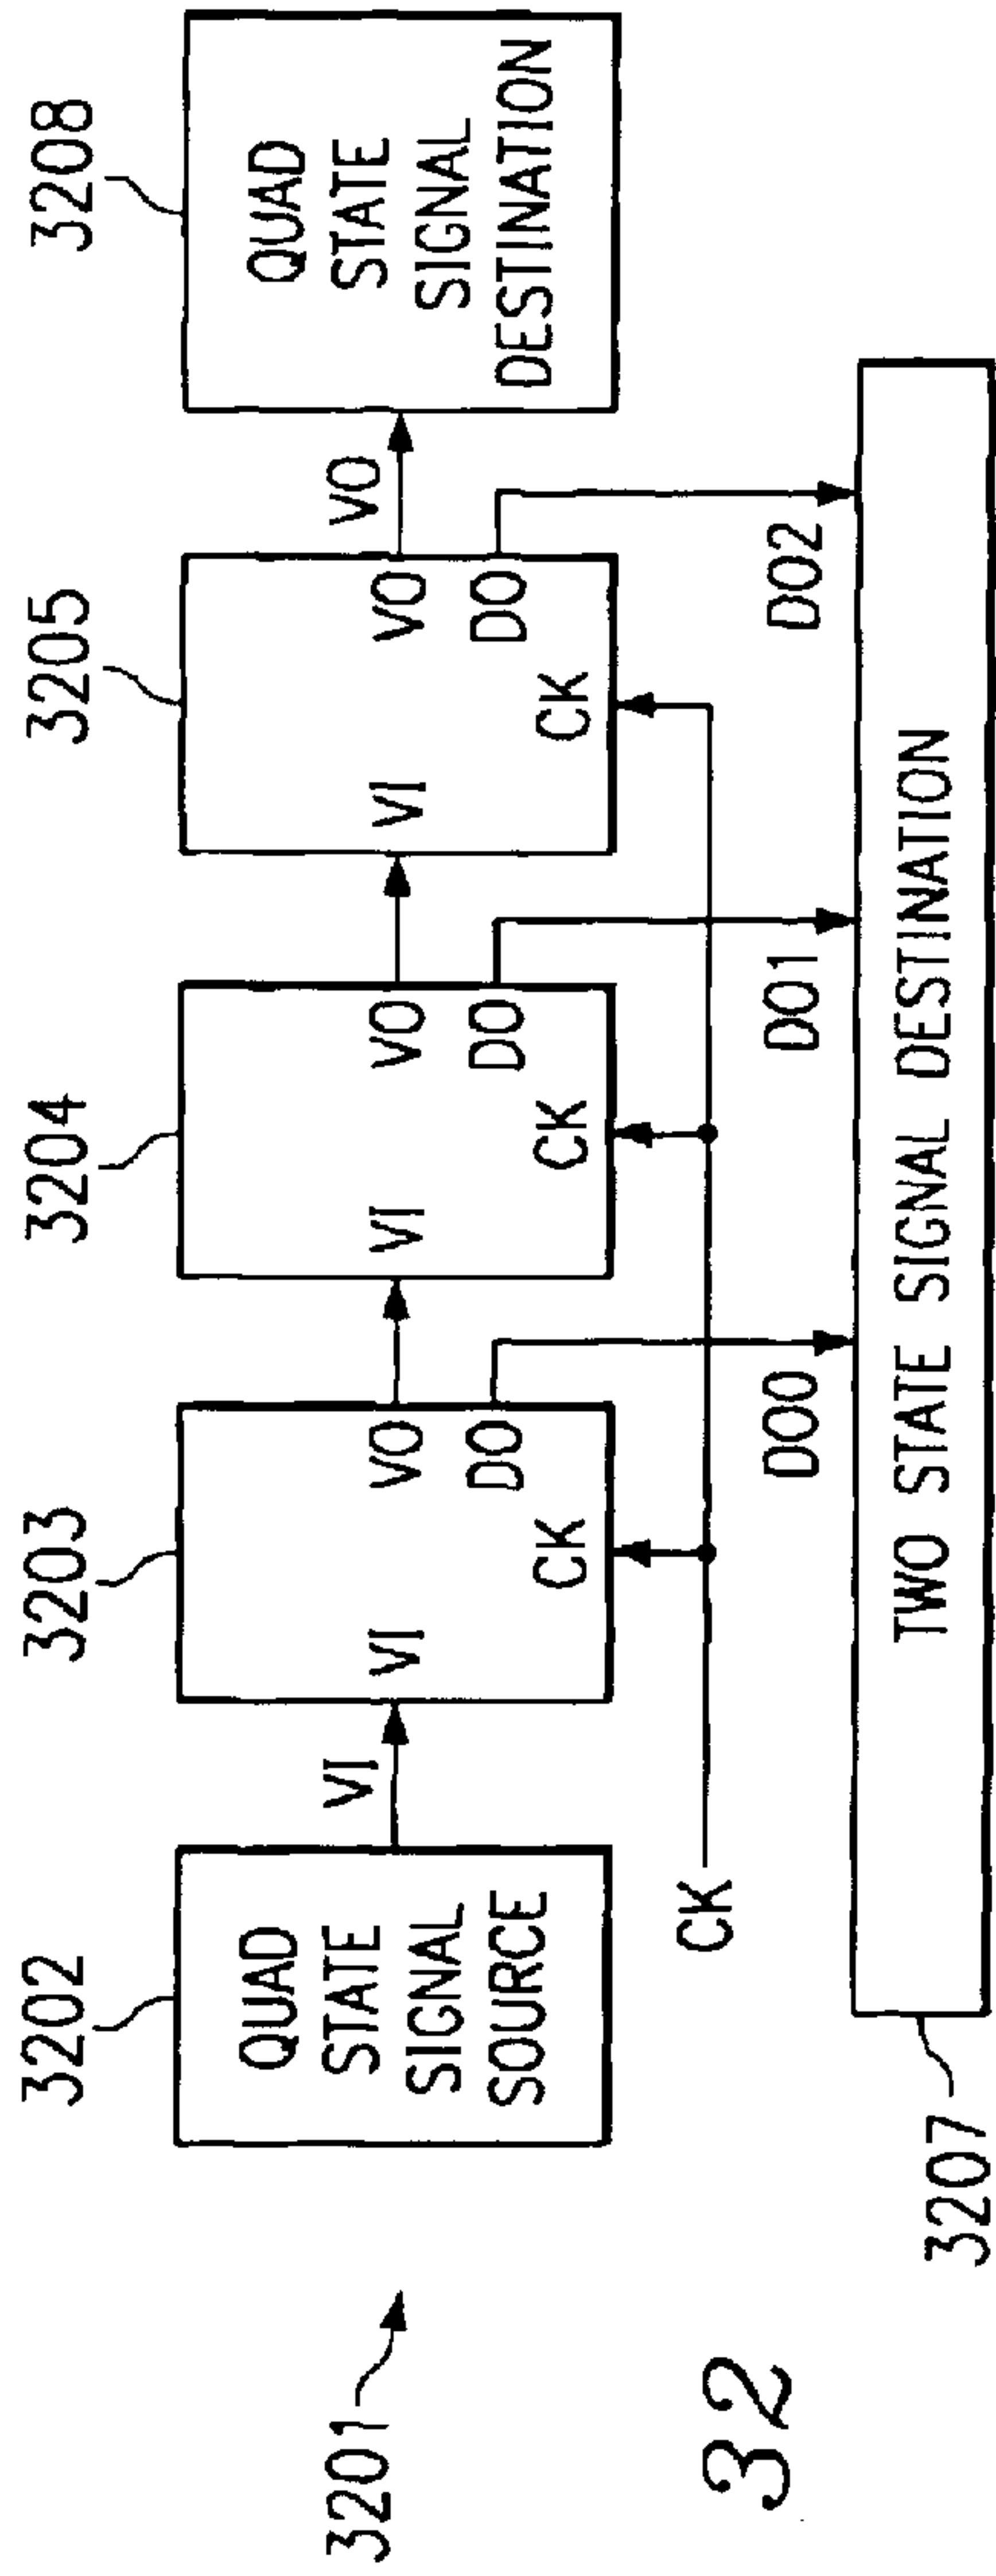 3202
3203
3204
3205
3208
QUAD
STATE
SIGNAL
SOURCE
VI
VI
VO
DO
CK
VI
VO
DO
CK
VI
VO
DO
CK
VO
QUAD
STATE
SIGNAL
DESTINATION
3201
CK
DO0
DO1
DO2
TWO STATE SIGNAL DESTINATION
3207
32